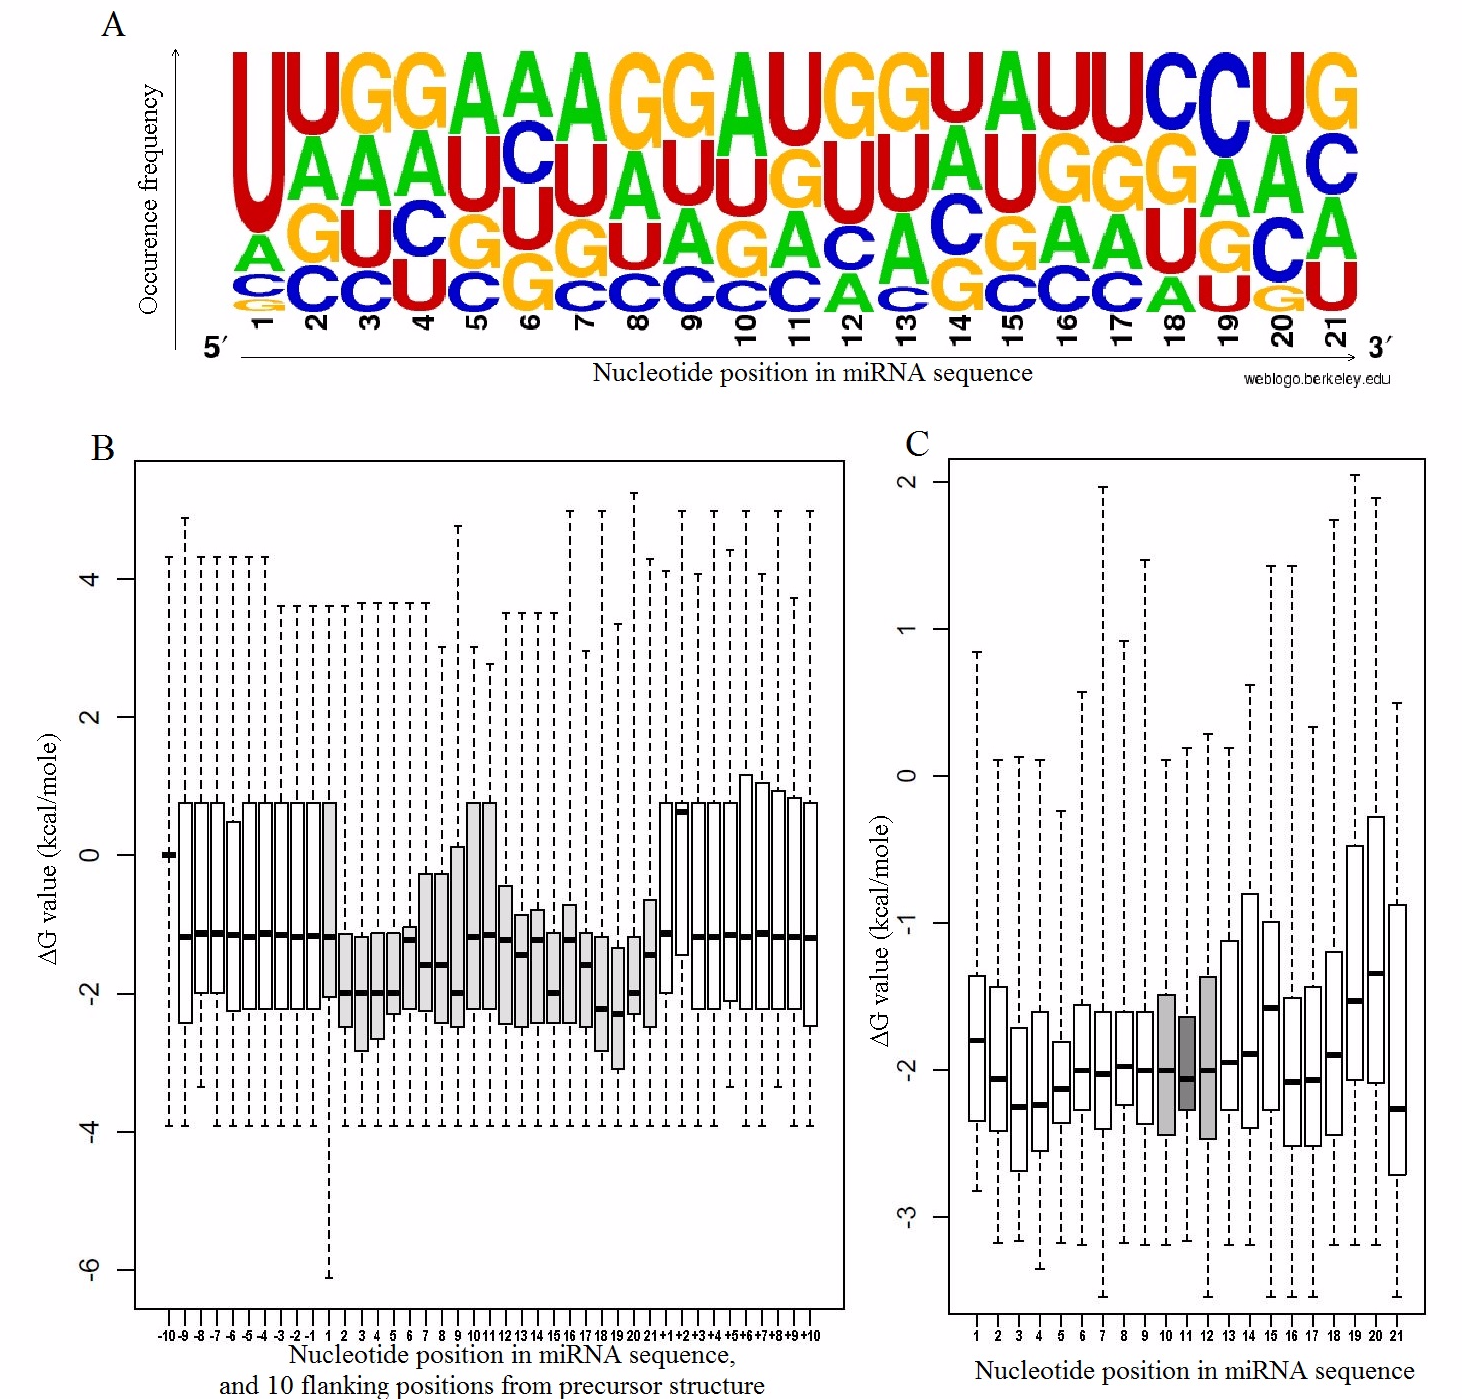 A
Occurence frequency
UUGGAAAGGAUGGUAUUCCUG
AAAACUAUUGUUAUGGGAAC
AGUCUUUAUGACACGAAUGCA
CCCUCGCCCCCACGCCCAUGU
1 2 3 4 5 6 7 8 9 10 11 12 13 14 15 16 17 18 19 20 21
5′ 3′
Nucleotide position in miRNA sequence
weblogo.berkeley.edu
B
ΔG value (kcal/mole)
4
2
0
-2
-4
-6
-10 -9 -8 -7 -6 -5 -4 -3 -2 -1 1 2 3 4 5 6 7 8 9 10 11 12 13 14 15 16 17 18 19 20 21 +1 +2 +3 +4 +5 +6 +7 +8 +9 +10
Nucleotide position in miRNA sequence,
and 10 flanking positions from precursor structure
C
ΔG value (kcal/mole)
2
1
0
-1
-2
-3
1 2 3 4 5 6 7 8 9 10 11 12 13 14 15 16 17 18 19 20 21
Nucleotide position in miRNA sequence